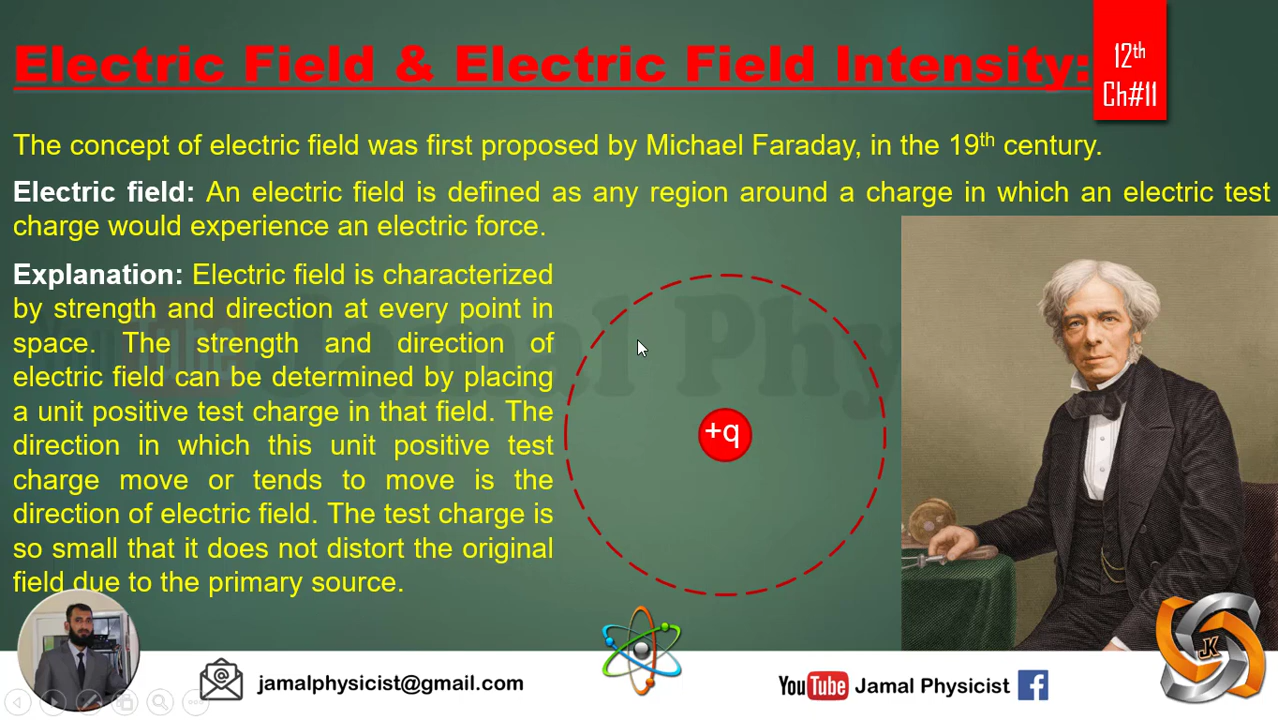 Electric Field & Electric Field Intensity:
12th
Ch#11
The concept of electric field was first proposed by Michael Faraday, in the 19th century.
Electric field: An electric field is defined as any region around a charge in which an electric test
charge would experience an electric force.
Explanation: Electric field is characterized
by strength and direction at every point in
space. The strength and direction of
electric field can be determined by placing
a unit positive test charge in that field. The
direction in which this unit positive test
charge move or tends to move is the
direction of electric field. The test charge is
so small that it does not distort the original
field due to the primary source.
+q
YouTube Jamal Phy
jamalphysicist@gmail.com
YouTube Jamal Physicist f
JK